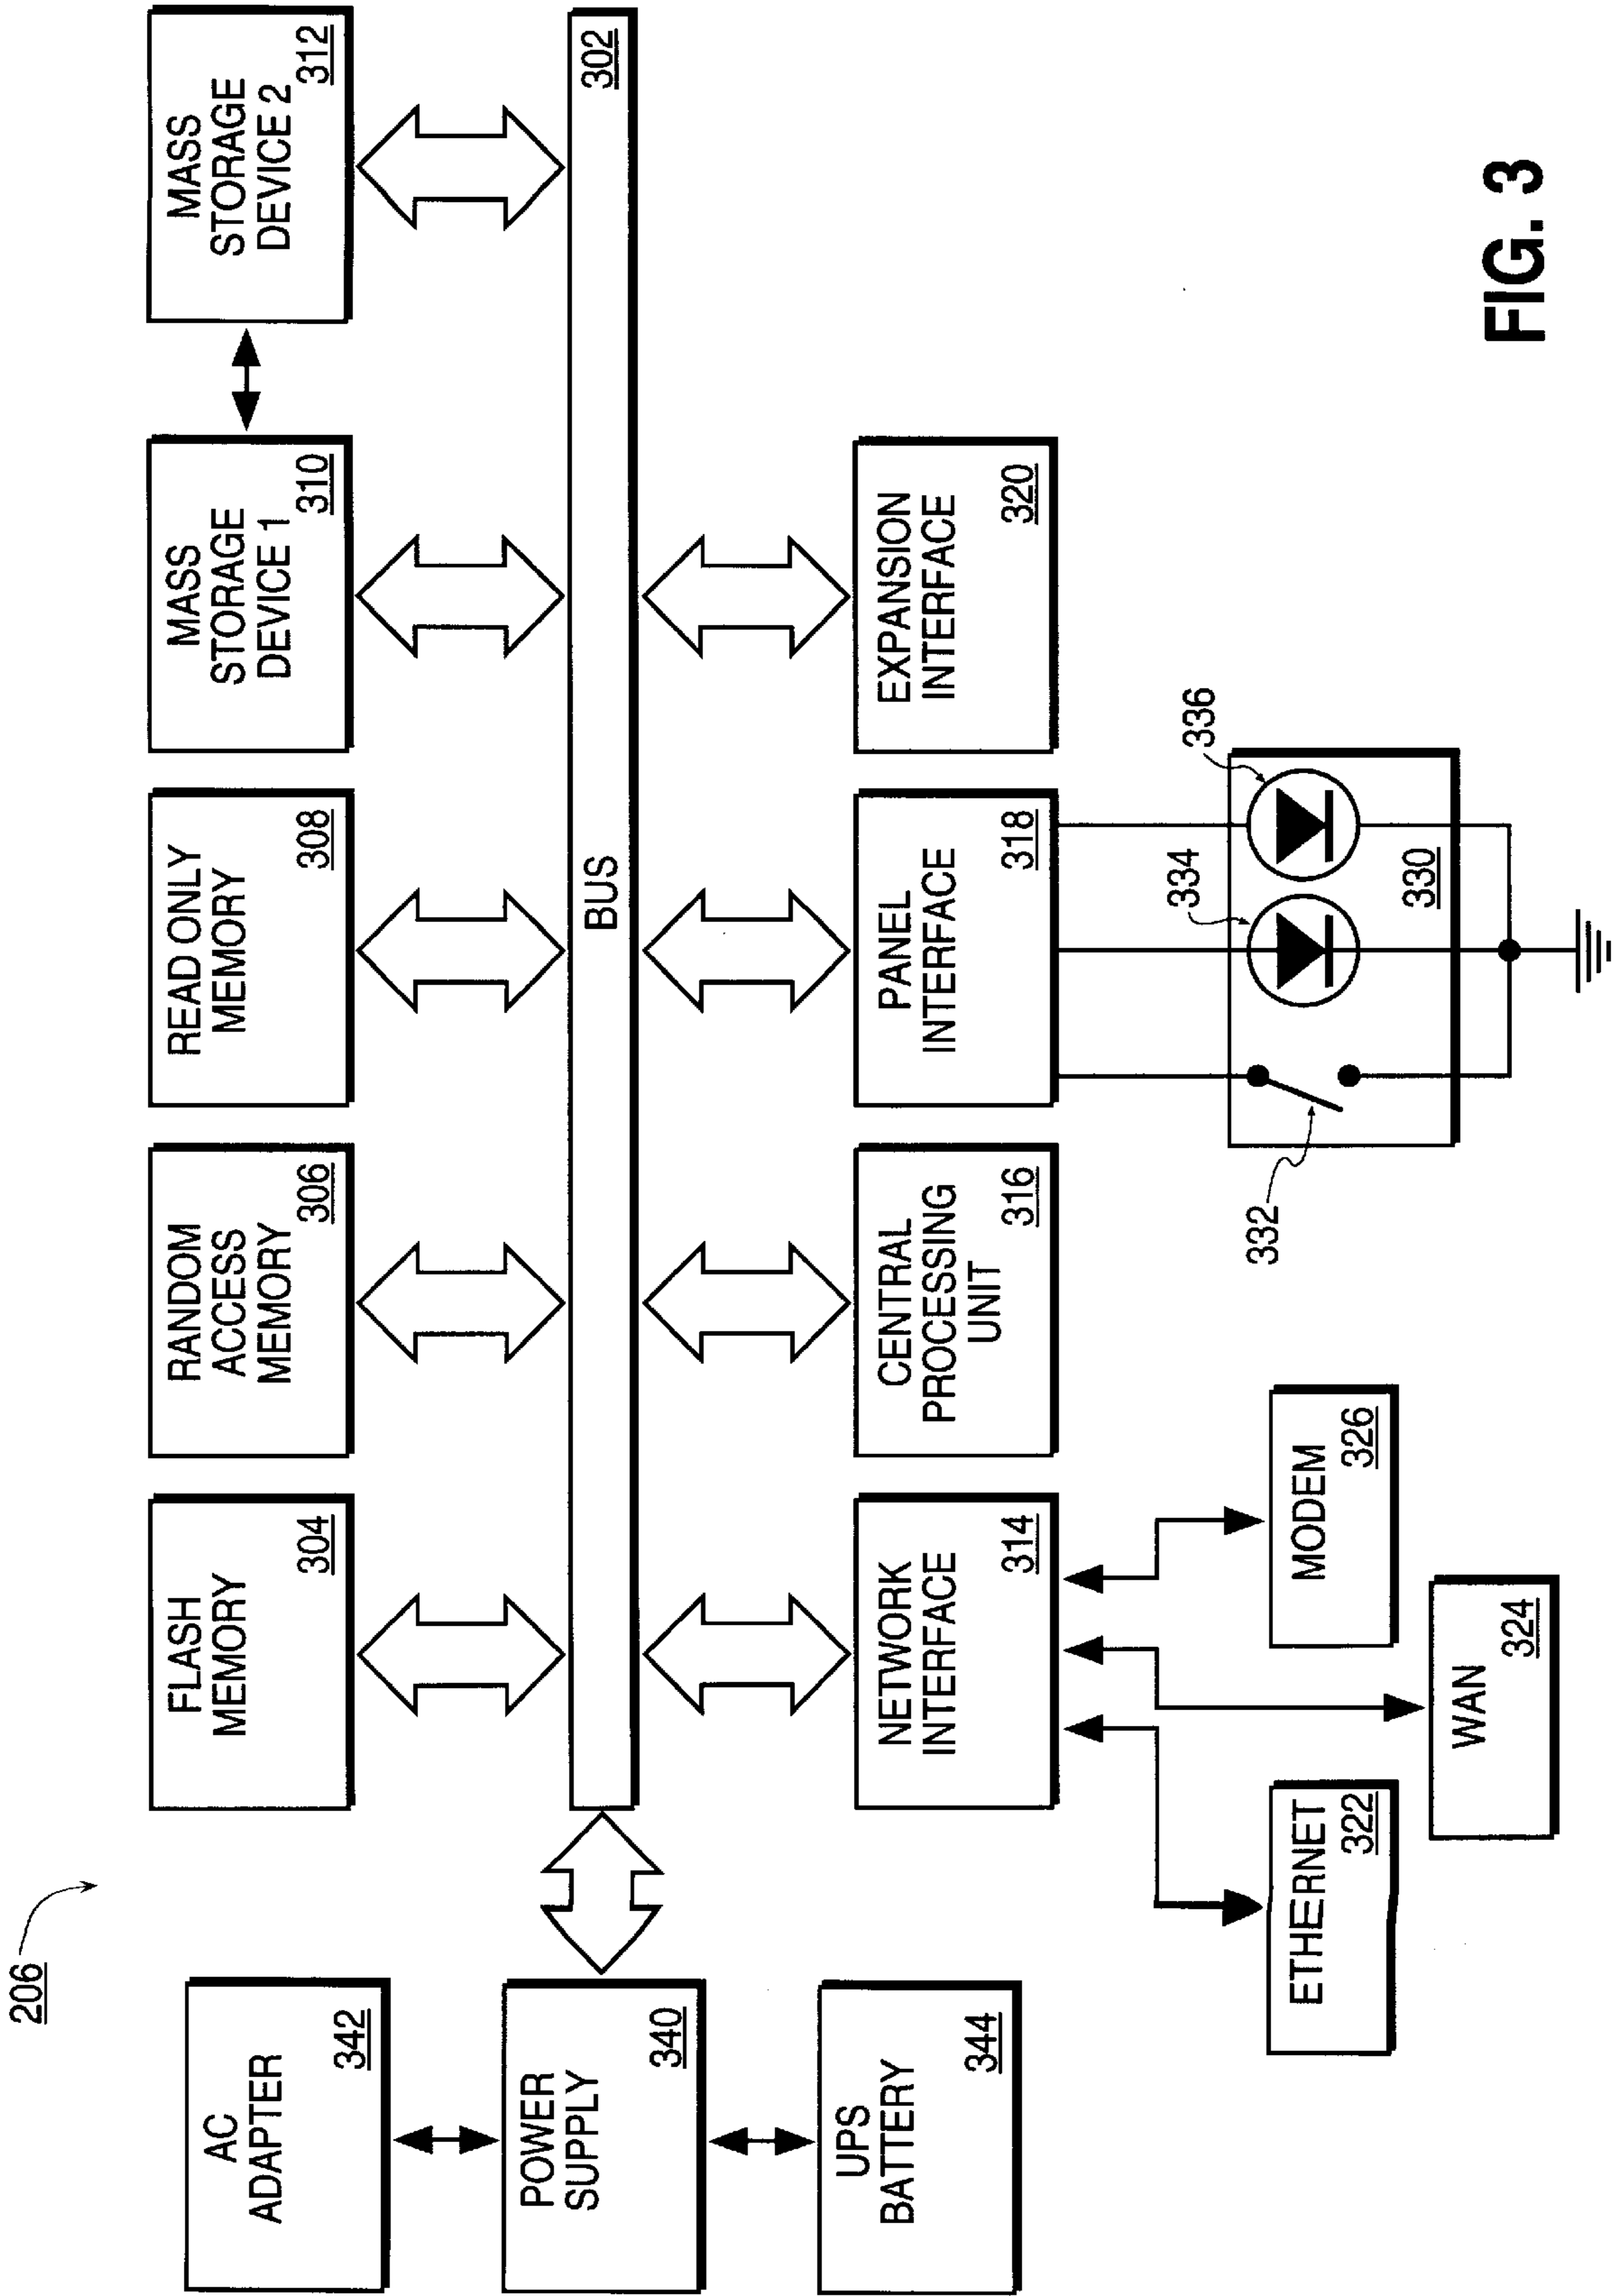 206
AC
ADAPTER
342
POWER
SUPPLY
340
UPS
BATTERY
344
FLASH
MEMORY
304
RANDOM
ACCESS
MEMORY
306
READ ONLY
MEMORY
308
MASS
STORAGE
DEVICE 1
310
MASS
STORAGE
DEVICE 2
312
BUS
302
NETWORK
INTERFACE
314
CENTRAL
PROCESSING
UNIT
316
PANEL
INTERFACE
318
EXPANSION
INTERFACE
320
ETHERNET
322
WAN
324
MODEM
326
332
334
336
330
FIG. 3